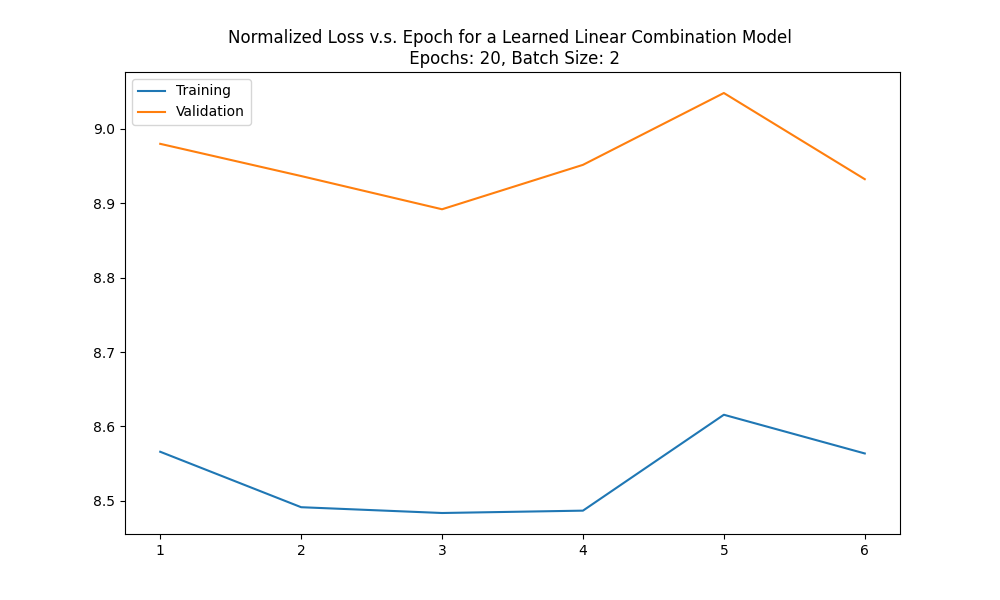 Normalized Loss v.s. Epoch for a Learned Linear Combination Model
Epochs: 20, Batch Size: 2
Training
Validation
9.0
8.9
8.8
8.7
8.6
8.5
1 2 3 4 5 6